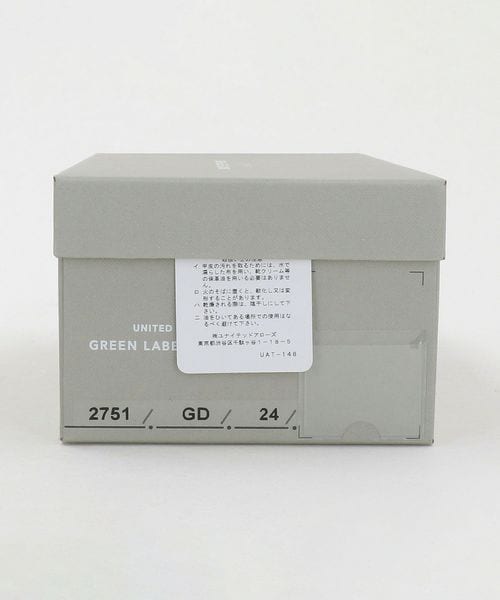 イ 甲皮の汚れを取るためには、水で
濡らした布を用い、靴クリーム等
の保革油を用いる必要はありませ
ん。
ロ 火のそばに置くと、軟化し又は変
形することがあります。
ハ 乾燥される際は、陰干しにして下
さい。
ニ 油をひいてある場所での使用はな
るべく避けて下さい。
㈱ユナイテッドアローズ
東京都渋谷区千駄ヶ谷1-18-5
UAT-148
UNITED
GREEN LABE
2751 / GD / 24 /